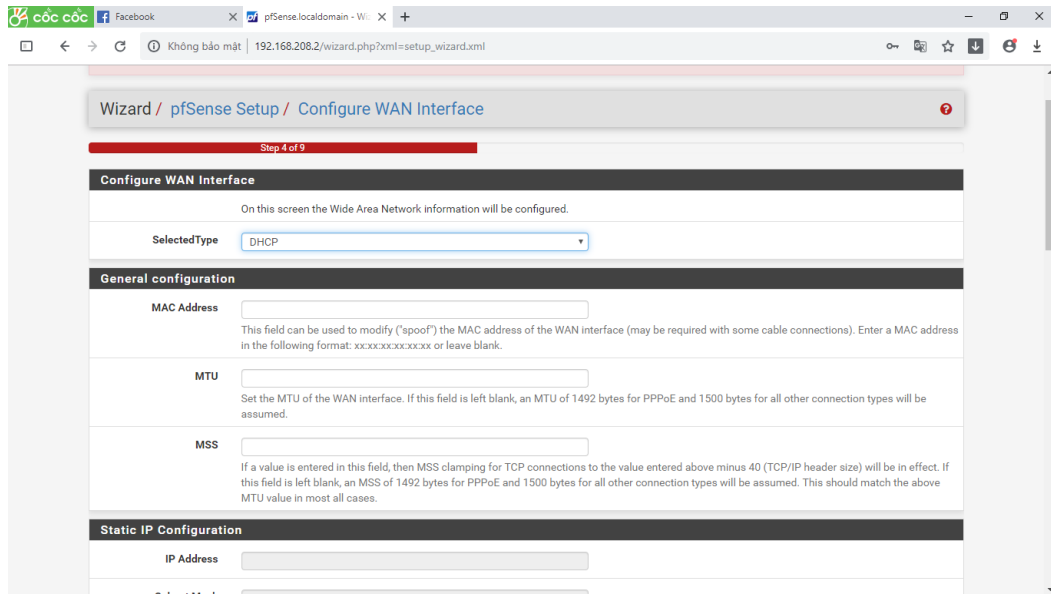 cốc cốc Facebook pfSense.localdomain - Wi
Không bảo mật 192.168.208.2/wizard.php?xml=setup_wizard.xml
Wizard / pfSense Setup / Configure WAN Interface
Step 4 of 9
Configure WAN Interface
On this screen the Wide Area Network information will be configured.
SelectedType DHCP
General configuration
MAC Address
This field can be used to modify ("spoof") the MAC address of the WAN interface (may be required with some cable connections). Enter a MAC address
in the following format: xx:xx:xx:xx:xx:xx or leave blank.
MTU
Set the MTU of the WAN interface. If this field is left blank, an MTU of 1492 bytes for PPPoE and 1500 bytes for all other connection types will be
assumed.
MSS
If a value is entered in this field, then MSS clamping for TCP connections to the value entered above minus 40 (TCP/IP header size) will be in effect. If
this field is left blank, an MSS of 1492 bytes for PPPoE and 1500 bytes for all other connection types will be assumed. This should match the above
MTU value in most all cases.
Static IP Configuration
IP Address